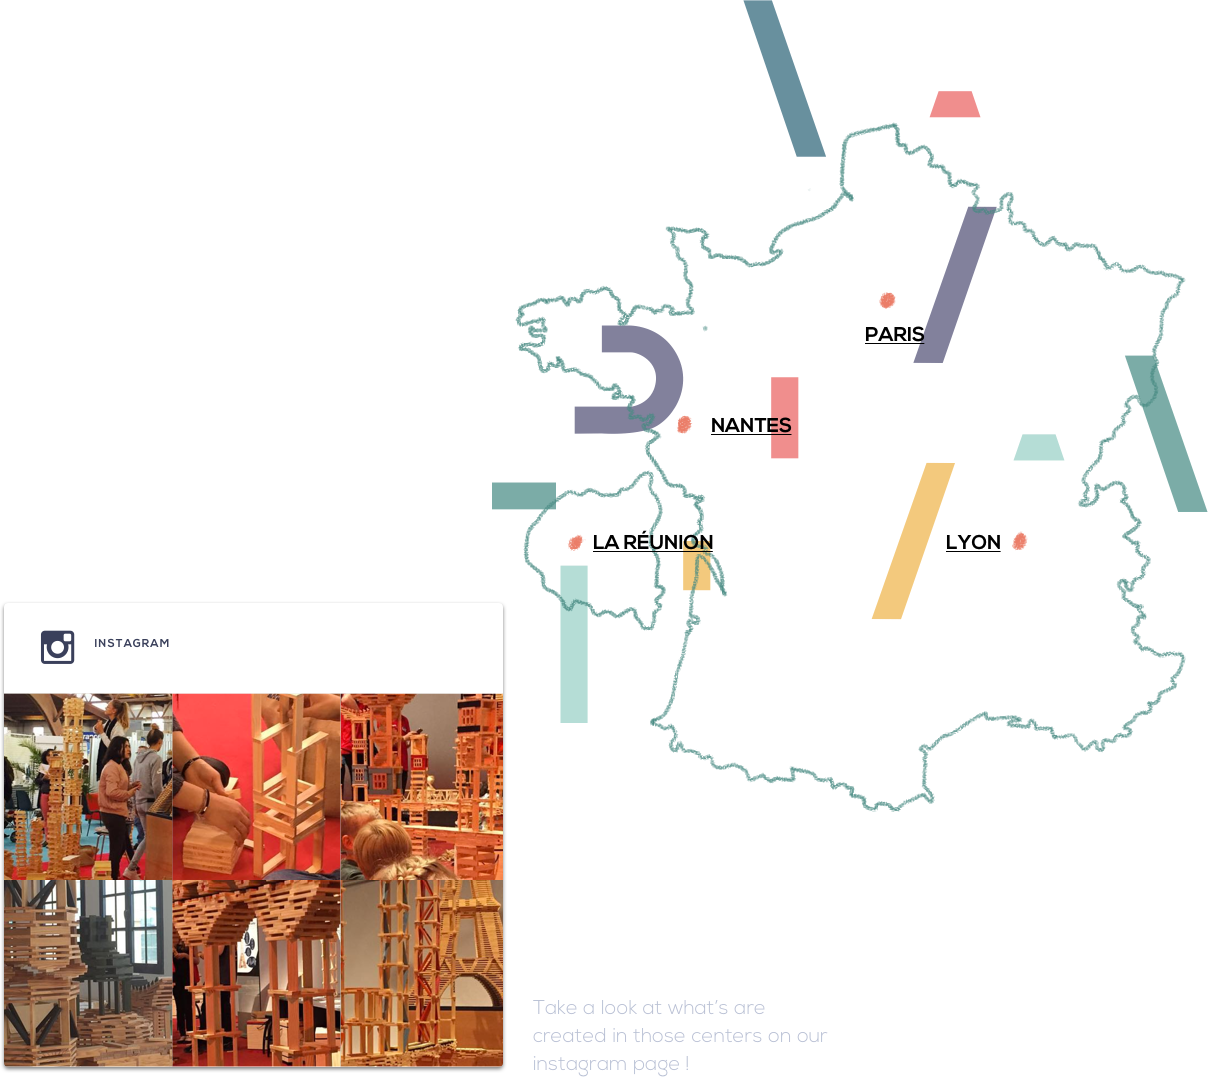 PARIS
NANTES
LA RÉUNION
LYON
INSTAGRAM
Take a look at what's are
created in those centers on our
instagram page !